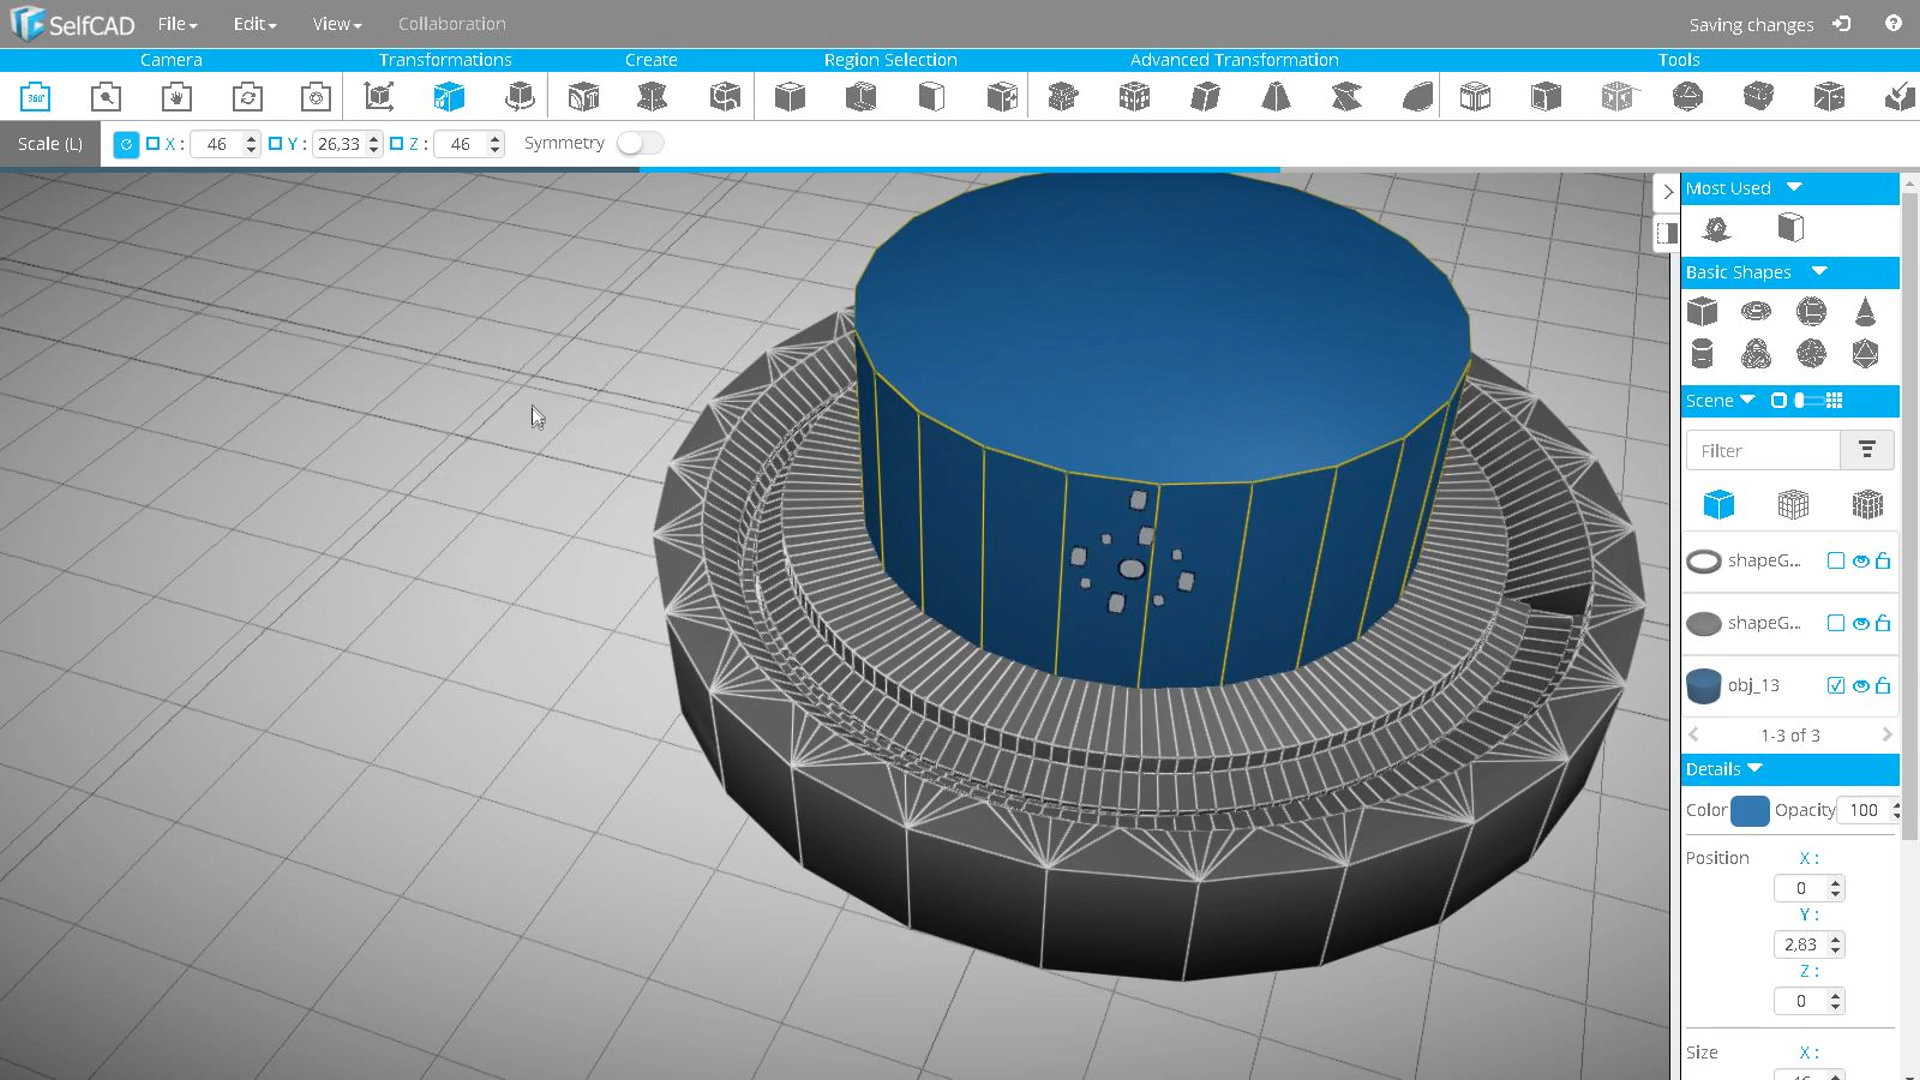 SelfCAD File Edit View Collaboration Saving changes
Camera Transformations Create Region Selection Advanced Transformation Tools
360°
Scale (L) X : 46 Y : 26,33 Z : 46 Symmetry
Most Used
Basic Shapes
Scene
Filter
shapeG...
shapeG...
obj_13
1-3 of 3
Details
Color Opacity 100
Position X :
0
Y :
2,83
Z :
0
Size X :